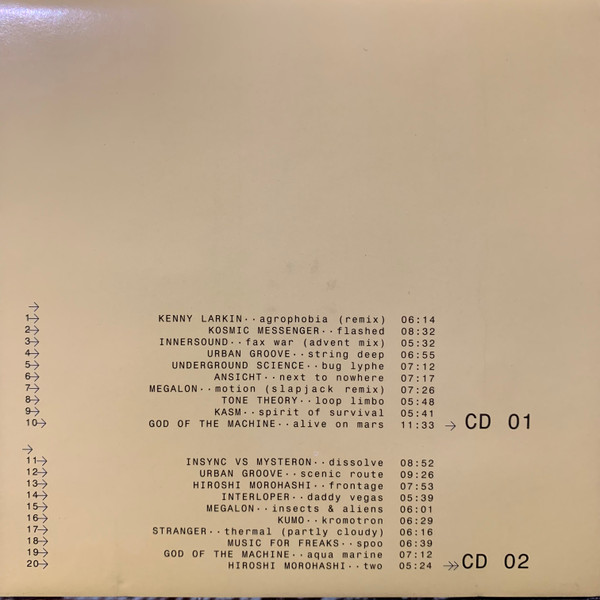 →
1→ KENNY LARKIN··agrophobia (remix) 06:14
2→ KOSMIC MESSENGER··flashed 08:32
3→ INNERSOUND··fax war (advent mix) 05:32
4→ URBAN GROOVE··string deep 06:55
5→ UNDERGROUND SCIENCE··bug lyphe 07:12
6→ ANSICHT··next to nowhere 07:17
7→ MEGALON··motion (slapjack remix) 07:26
8→ TONE THEORY··loop limbo 05:48
9→ KASM··spirit of survival 05:41
10→ GOD OF THE MACHINE··alive on mars 11:33 → CD 01
→
11→ INSYNC VS MYSTERON··dissolve 08:52
12→ URBAN GROOVE··scenic route 09:26
13→ HIROSHI MOROHASHI··frontage 07:53
14→ INTERLOPER··daddy vegas 05:39
15→ MEGALON··insects & aliens 06:01
16→ KUMO··kromotron 06:29
17→ STRANGER··thermal (partly cloudy) 06:16
18→ MUSIC FOR FREAKS··spoo 06:39
19→ GOD OF THE MACHINE··aqua marine 07:12
20→ HIROSHI MOROHASHI··two 05:24 →→ CD 02